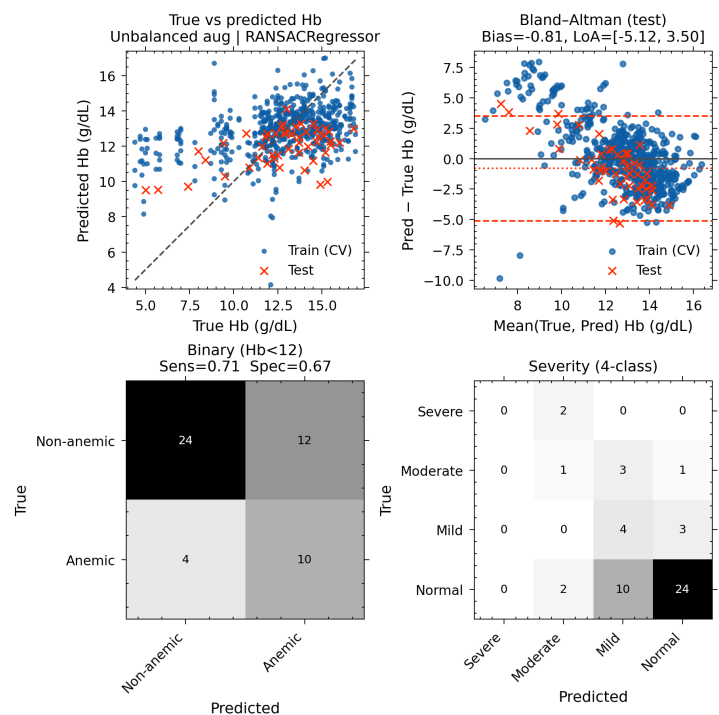 True vs predicted Hb
Unbalanced aug | RANSACRegressor
16
14
12
10
8
6
4
Predicted Hb (g/dL)
5.0 7.5 10.0 12.5 15.0
True Hb (g/dL)
Train (CV)
Test
Bland–Altman (test)
Bias=-0.81, LoA=[-5.12, 3.50]
7.5
5.0
2.5
0.0
−2.5
−5.0
−7.5
−10.0
Pred − True Hb (g/dL)
8 10 12 14 16
Mean(True, Pred) Hb (g/dL)
Train (CV)
Test
Binary (Hb<12)
Sens=0.71 Spec=0.67
True
Non-anemic 24 12
Anemic 4 10
Non-anemic Anemic
Predicted
Severity (4-class)
True
Severe 0 2 0 0
Moderate 0 1 3 1
Mild 0 0 4 3
Normal 0 2 10 24
Severe Moderate Mild Normal
Predicted